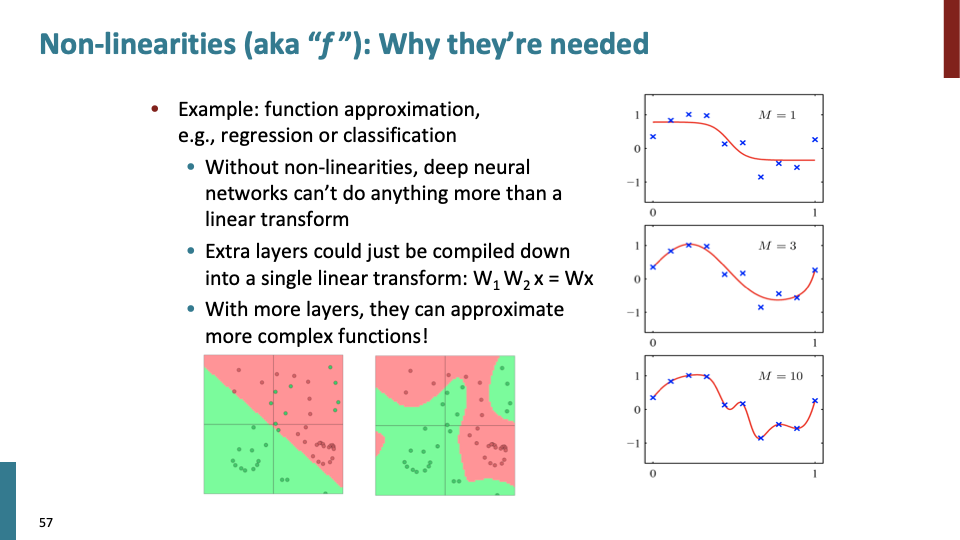 Non-linearities (aka “f ”): Why they’re needed
• Example: function approximation,
e.g., regression or classification
• Without non-linearities, deep neural
networks can’t do anything more than a
linear transform
• Extra layers could just be compiled down
into a single linear transform: W₁ W₂ x = Wx
• With more layers, they can approximate
more complex functions!
M = 1
1
0
−1
0 1
M = 3
1
0
−1
0 1
M = 10
1
0
−1
0 1
57